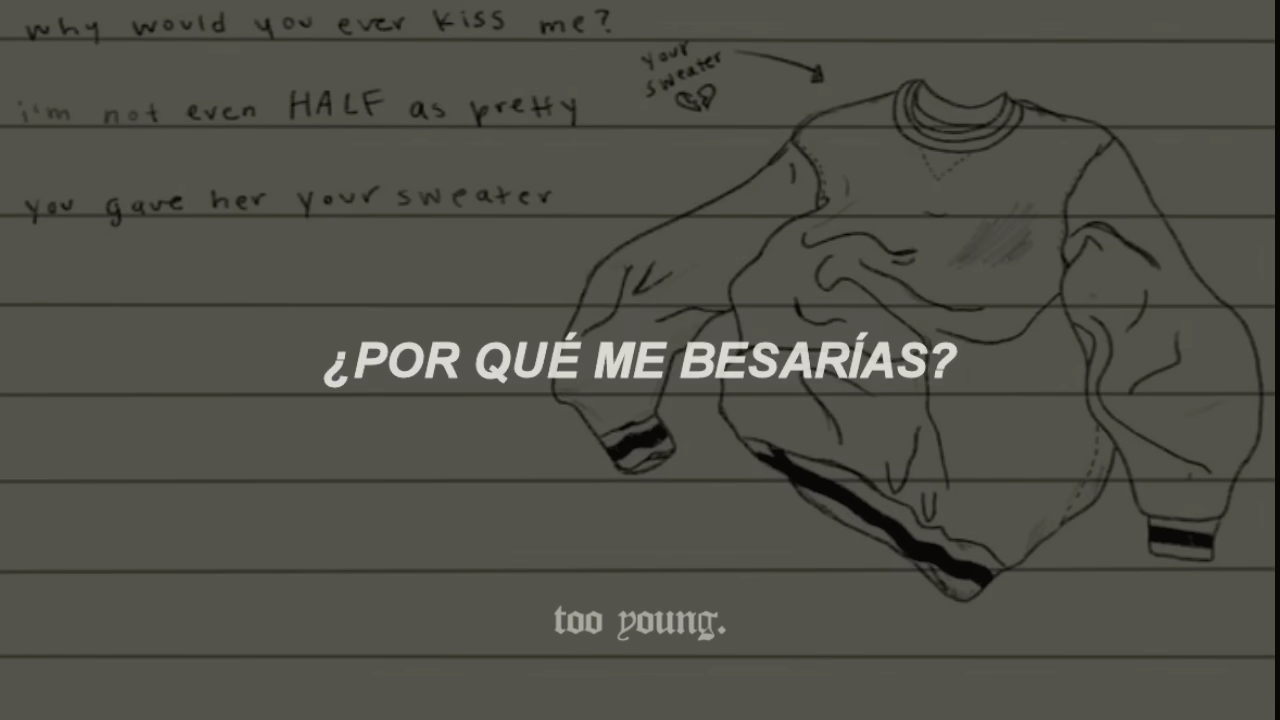 why would you ever kiss me?
your
sweater
i'm not even HALF as pretty
you gave her your sweater
¿POR QUÉ ME BESARÍAS?
too young.